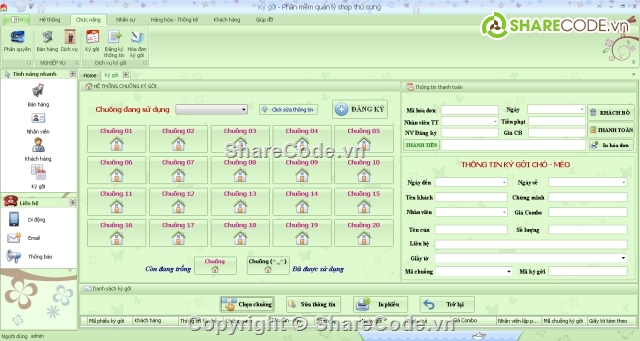 Ký gởi - Phần mềm quản lý shop thú cưng
SHARECODE.vn
Hệ thống Chức năng Nhân sự Hàng hóa - Thống kê Khách hàng Giúp đỡ
Phân quyền Bán hàng Dịch vụ Ký gởi Đăng ký thông tin Hóa đơn ký gởi
NGHIỆP VỤ DỊCH VỤ
Tính năng nhanh
Bán hàng
Nhân viên
Khách hàng
Ký gởi
Liên hệ
Di động
Email
Thông báo
Home Ký gởi
HỆ THỐNG CHUỒNG KÝ GỞI
Chuồng đang sử dụng Click sửa thông tin ĐĂNG KÝ
Chuồng 01 Chuồng 02 Chuồng 03 Chuồng 04 Chuồng 05
Chuồng 06 Chuồng 07 Chuồng 08 Chuồng 09 Chuồng 10
ShareCode.vn
Chuồng 11 Chuồng 12 Chuồng 13 Chuồng 14 Chuồng 15
Chuồng 16 Chuồng 17 Chuồng 18 Chuồng 19 Chuồng 20
Còn đang trống Chuồng Chuồng (^_^) Đã được sử dụng
Thông tin thanh toán
Mã hóa đơn Ngày KHÁCH BỎ
Nhân viên TT Tiền phạt THANH TOÁN
NV Đăng ký Giá CB
THÀNH TIỀN In hóa đơn
THÔNG TIN KÝ GỞI CHÓ - MÈO
Ngày đến Ngày về
Tên khách Chứng minh
Nhân viên Giá Combo
Tên cún Số lượng
Liên hệ
Giấy tờ
Mã chuồng Mã ký gởi
Danh sách ký gởi
Chọn chuồng Sửa thông tin In phiếu Trở lại
Mã phiếu ký gởi Khách hàng Giá Combo Nhân viên lập p... Mã chuồng ký gởi Giấy tờ kèm theo
Copyright © ShareCode.vn
Người dùng admin